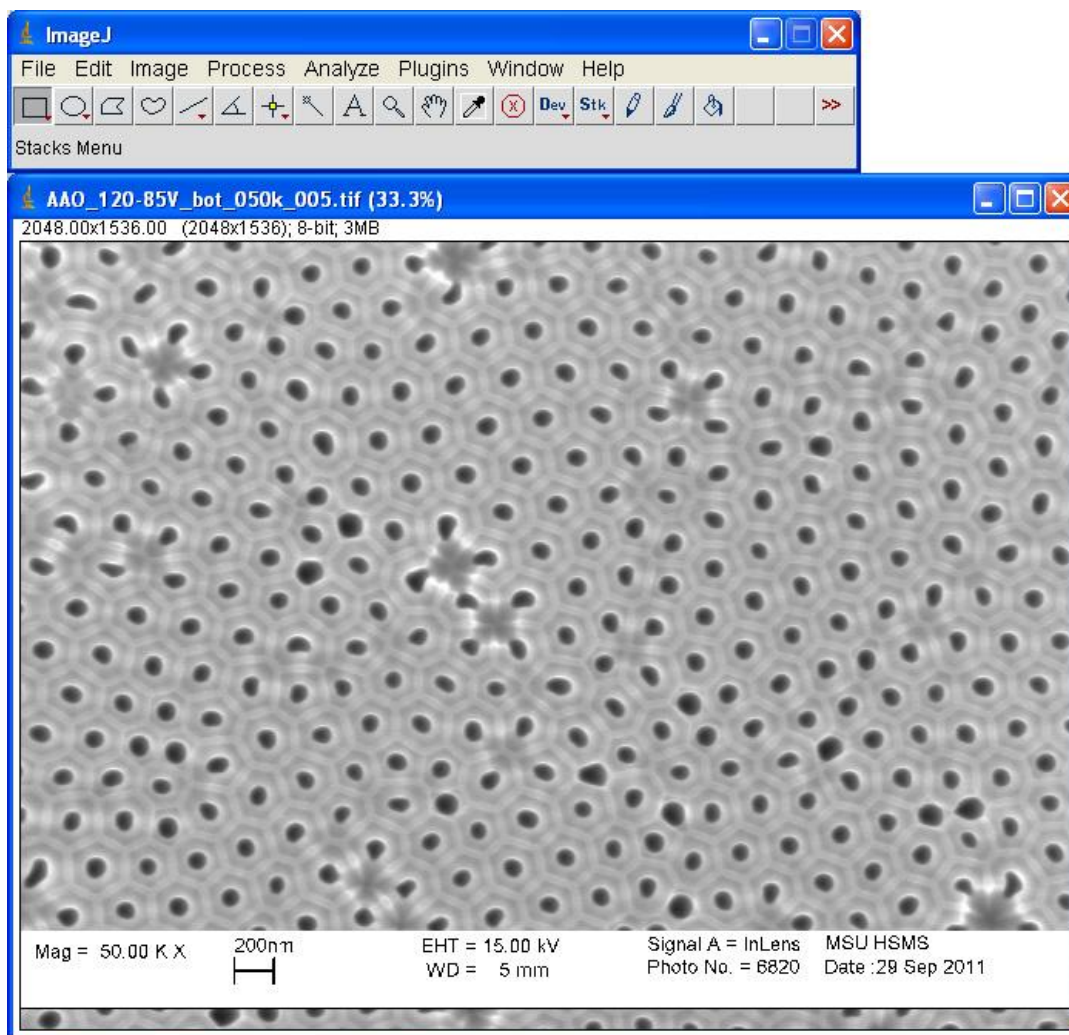 ImageJ
File Edit Image Process Analyze Plugins Window Help
A Dev Stk >>
Stacks Menu
AAO_120-85V_bot_050k_005.tif (33.3%)
2048.00x1536.00 (2048x1536); 8-bit; 3MB
Mag = 50.00 K X 200nm EHT = 15.00 kV Signal A = InLens MSU HSMS
WD = 5 mm Photo No. = 6820 Date :29 Sep 2011